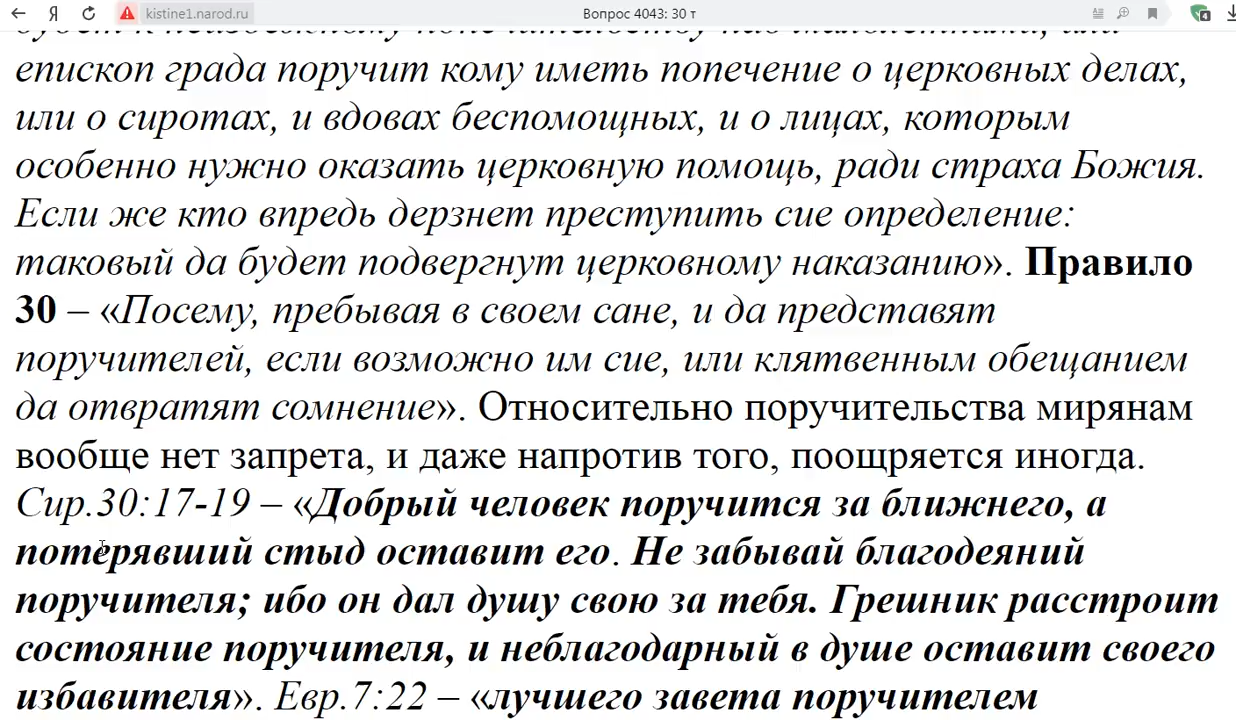 kistine1.narod.ru
Вопрос 4043: 30 т
епископ града поручит кому иметь попечение о церковных делах,
или о сиротах, и вдовах беспомощных, и о лицах, которым
особенно нужно оказать церковную помощь, ради страха Божия.
Если же кто впредь дерзнет преступить сие определение:
таковый да будет подвергнут церковному наказанию». Правило
30 – «Посему, пребывая в своем сане, и да представят
поручителей, если возможно им сие, или клятвенным обещанием
да отвратят сомнение». Относительно поручительства мирянам
вообще нет запрета, и даже напротив того, поощряется иногда.
Сир.30:17-19 – «Добрый человек поручится за ближнего, а
потерявший стыд оставит его. Не забывай благодеяний
поручителя; ибо он дал душу свою за тебя. Грешник расстроит
состояние поручителя, и неблагодарный в душе оставит своего
избавителя». Евр.7:22 – «лучшего завета поручителем